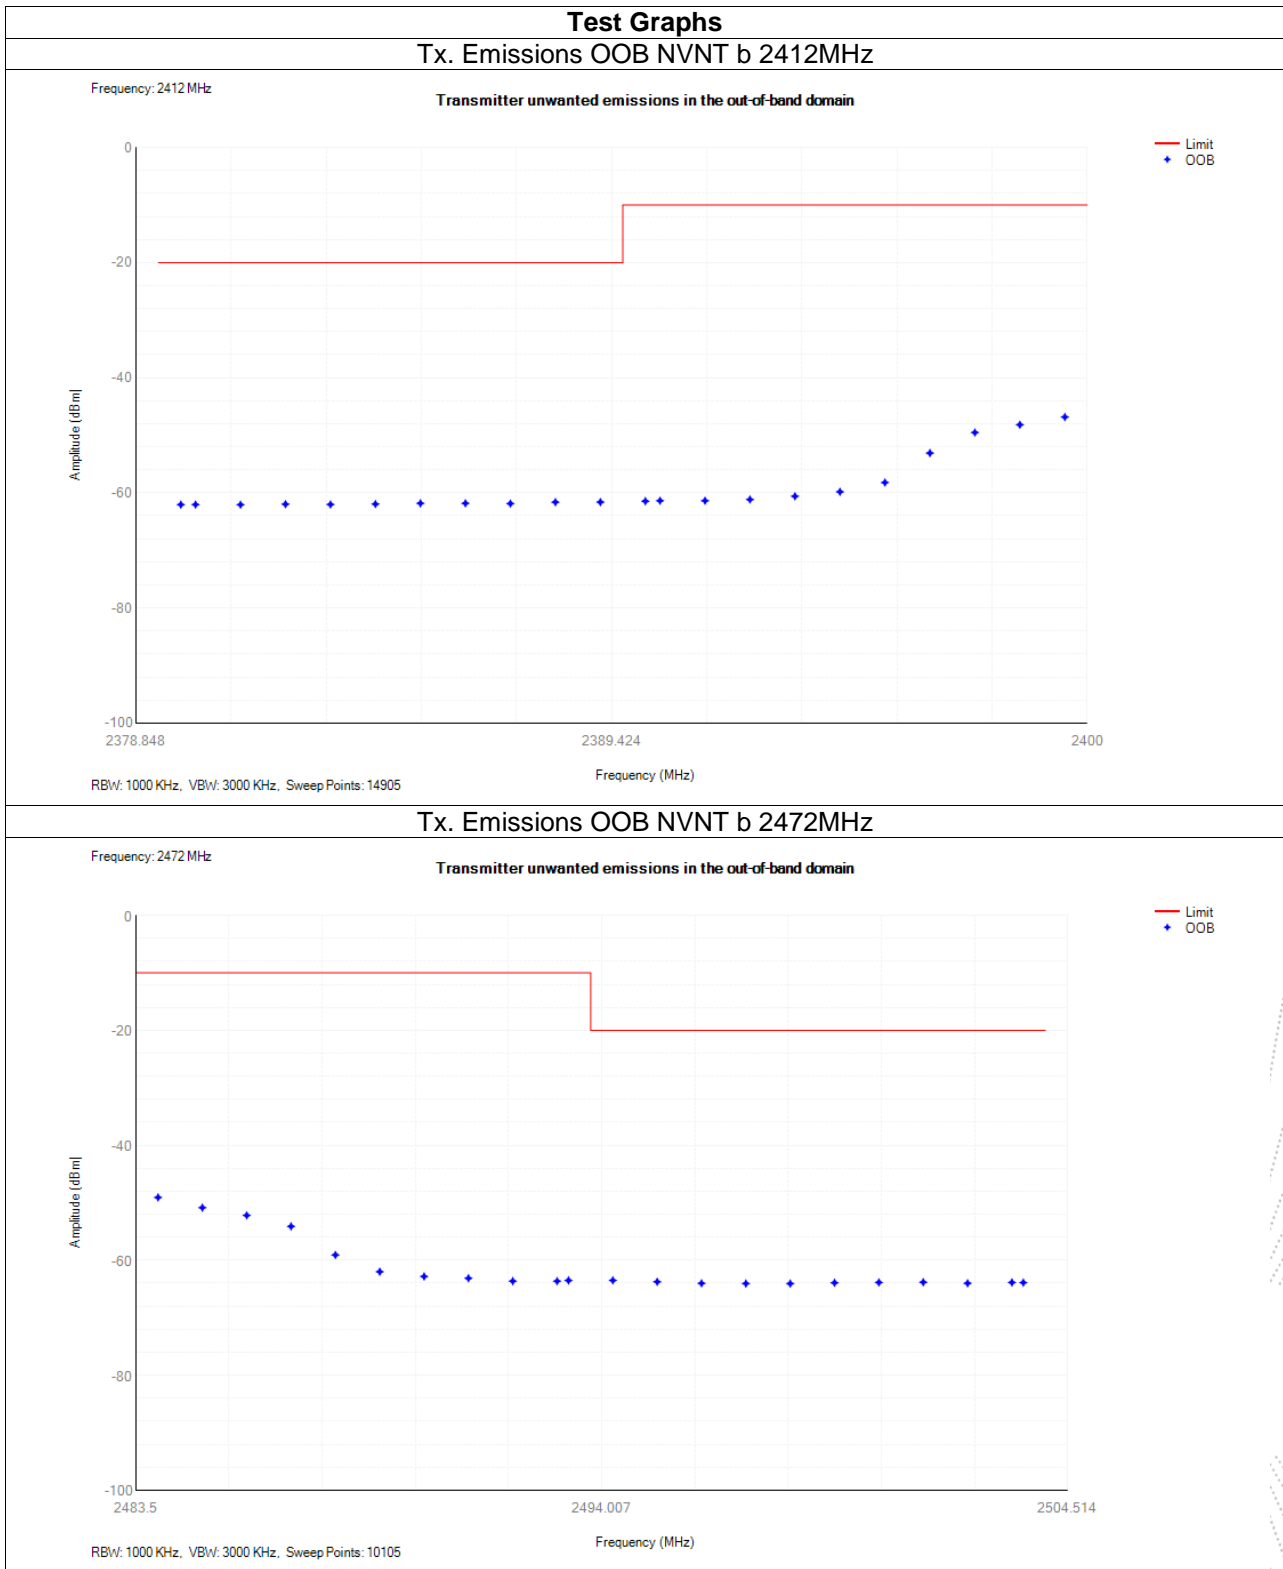 Test Graphs
Tx. Emissions OOB NVNT b 2412MHz
Frequency: 2412 MHz
Transmitter unwanted emissions in the out-of-band domain
Limit
OOB
0
-20
-40
-60
-80
-100
Amplitude (dBm)
2378.848
2389.424
2400
Frequency (MHz)
RBW: 1000 KHz, VBW: 3000 KHz, Sweep Points: 14905
Tx. Emissions OOB NVNT b 2472MHz
Frequency: 2472 MHz
Transmitter unwanted emissions in the out-of-band domain
Limit
OOB
0
-20
-40
-60
-80
-100
Amplitude (dBm)
2483.5
2494.007
2504.514
Frequency (MHz)
RBW: 1000 KHz, VBW: 3000 KHz, Sweep Points: 10105